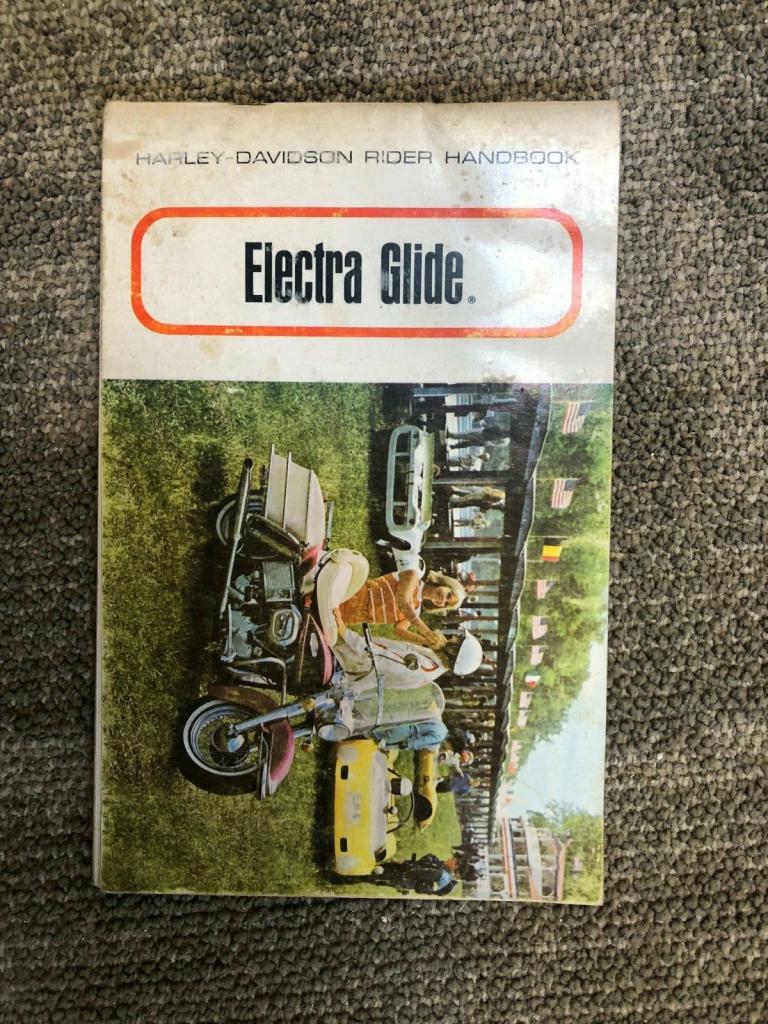 HARLEY-DAVIDSON RIDER HANDBOOK
Electra Glide®